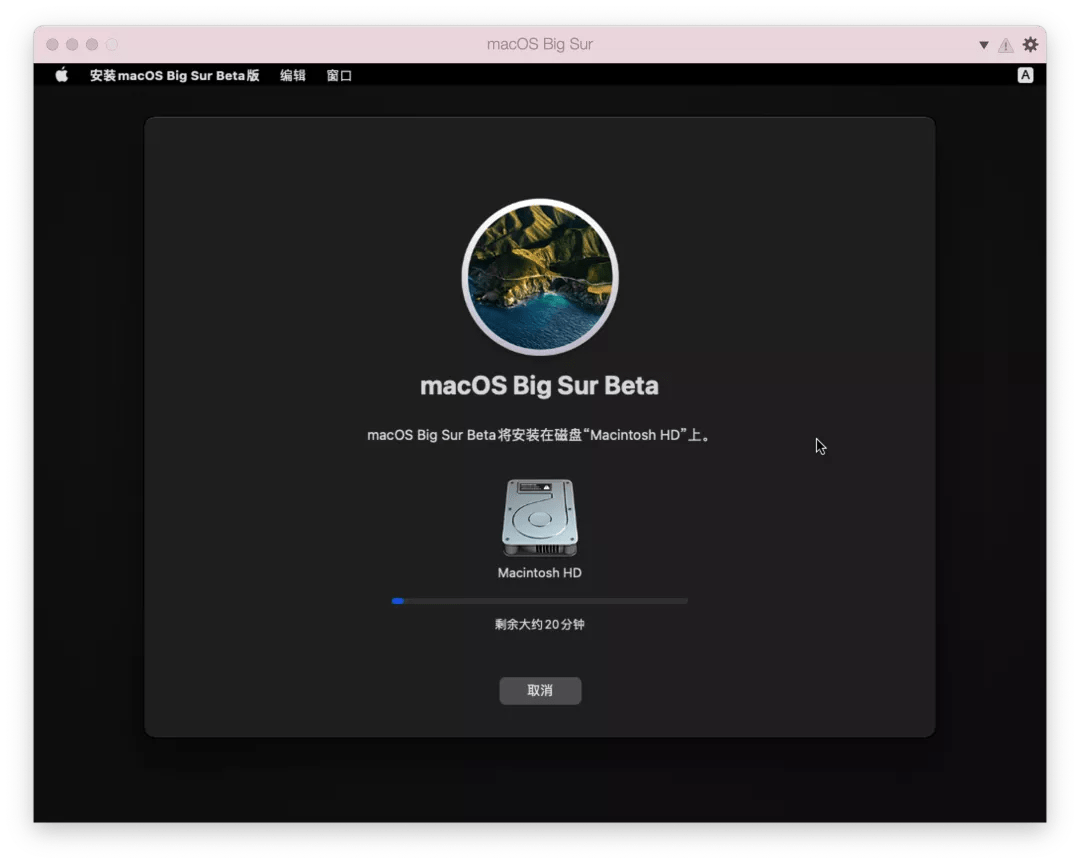 macOS Big Sur
安装macOS Big Sur Beta版 编辑 窗口 A
macOS Big Sur Beta
macOS Big Sur Beta将安装在磁盘“Macintosh HD”上。
Macintosh HD
剩余大约20分钟
取消